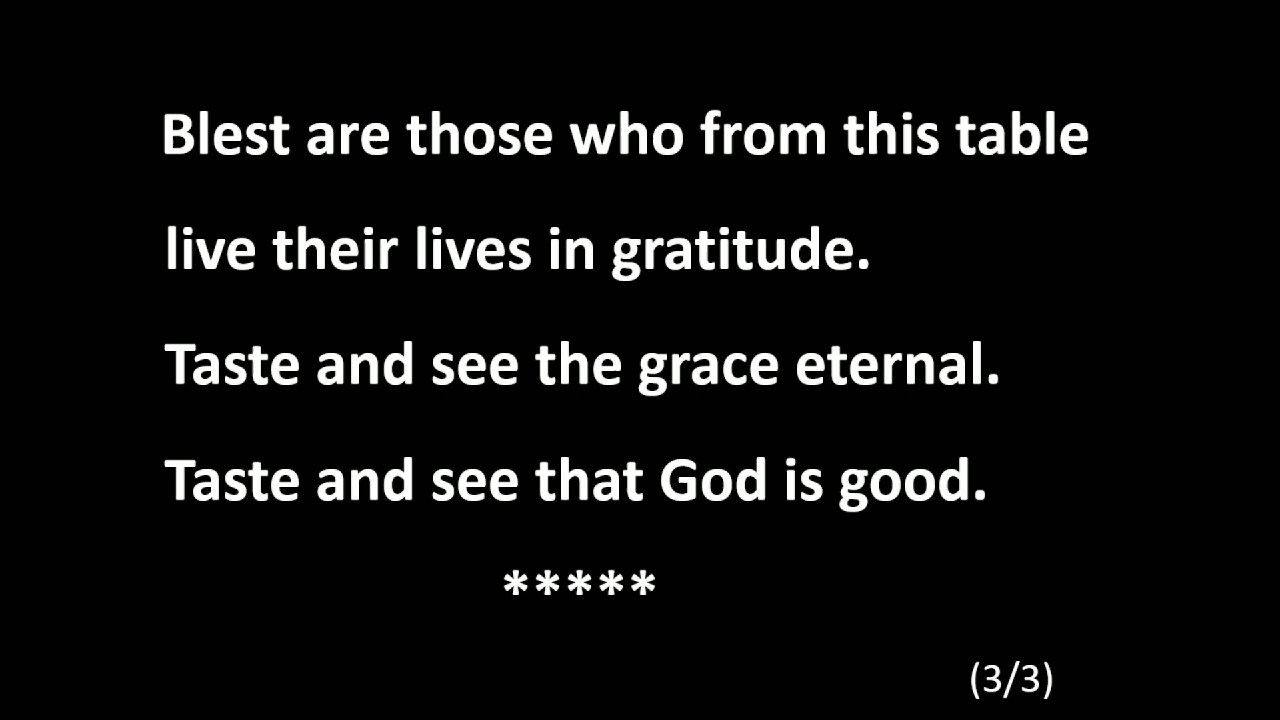 Blest are those who from this table
live their lives in gratitude.
Taste and see the grace eternal.
Taste and see that God is good.
*****
(3/3)